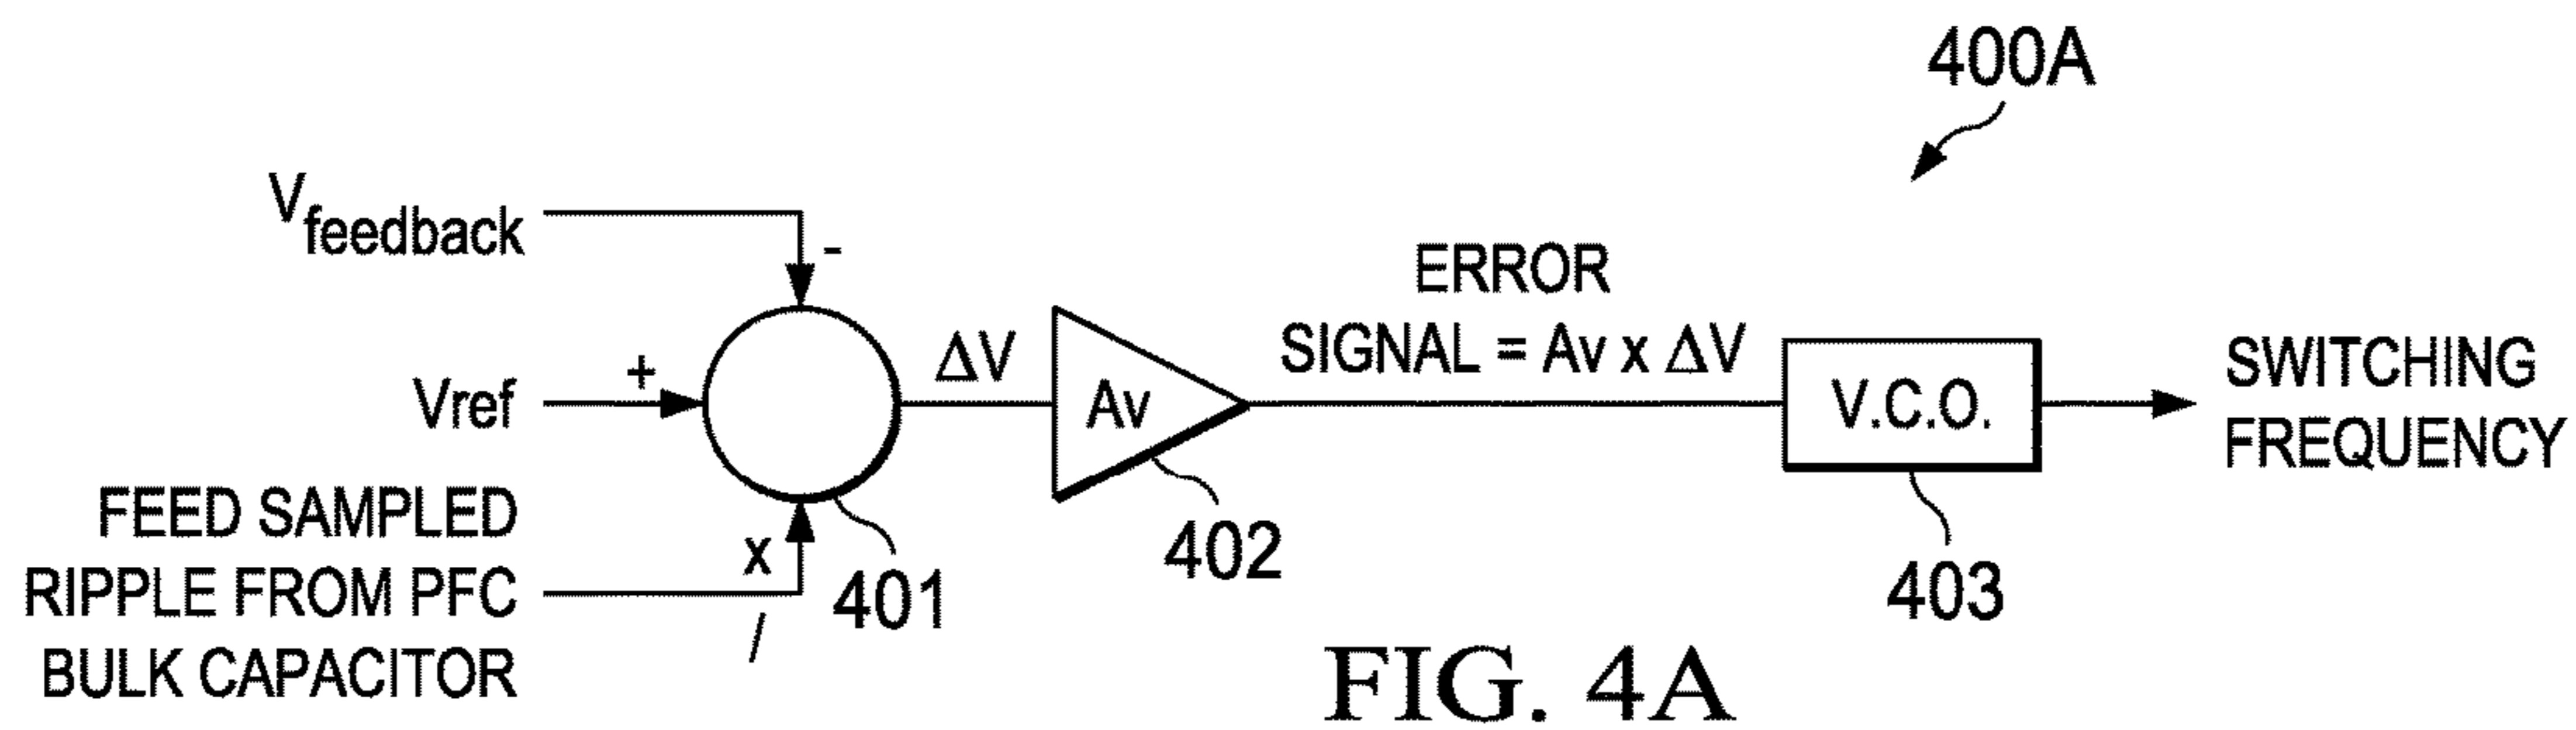 400A
Vfeedback
-
Vref
+
FEED SAMPLED
RIPPLE FROM PFC
BULK CAPACITOR
x
/
401
ΔV
Av
402
ERROR
SIGNAL = Av x ΔV
V.C.O.
403
SWITCHING
FREQUENCY
FIG. 4A